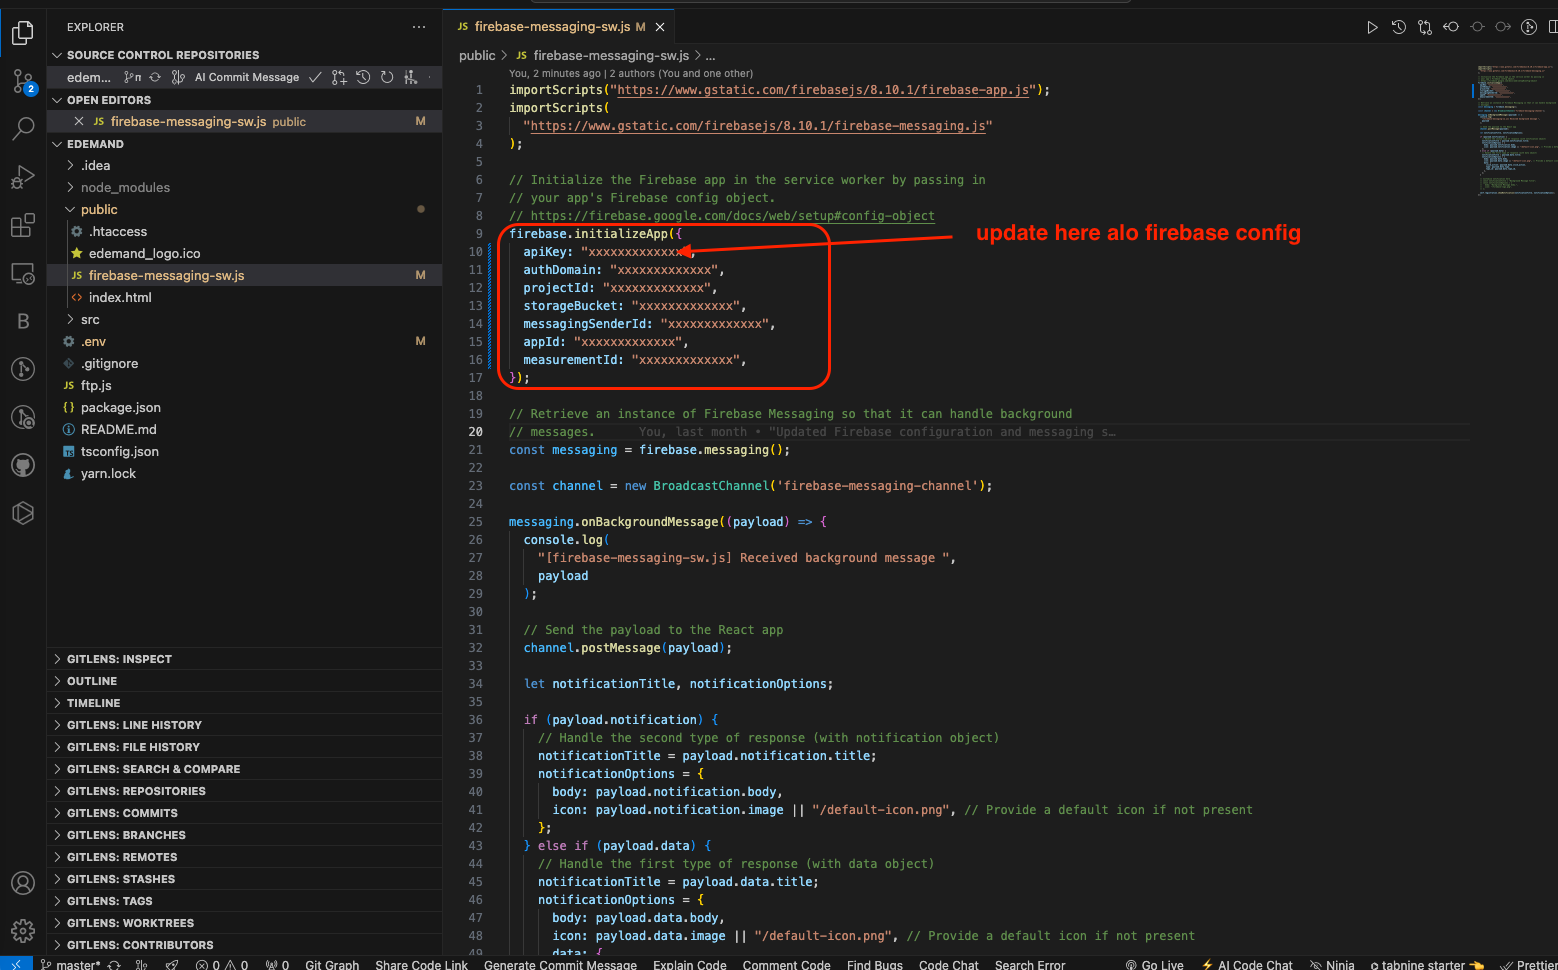 EXPLORER
SOURCE CONTROL REPOSITORIES
edem... m AI Commit Message
OPEN EDITORS
JS firebase-messaging-sw.js public M
EDEMAND
.idea
node_modules
public
.htaccess
edemand_logo.ico
JS firebase-messaging-sw.js M
<> index.html
src
.env M
.gitignore
JS ftp.js
{} package.json
README.md
TS tsconfig.json
yarn.lock
GITLENS: INSPECT
OUTLINE
TIMELINE
GITLENS: LINE HISTORY
GITLENS: FILE HISTORY
GITLENS: SEARCH & COMPARE
GITLENS: REPOSITORIES
GITLENS: COMMITS
GITLENS: BRANCHES
GITLENS: REMOTES
GITLENS: STASHES
GITLENS: TAGS
GITLENS: WORKTREES
GITLENS: CONTRIBUTORS
2
B
JS firebase-messaging-sw.js M
public > JS firebase-messaging-sw.js > ...
You, 2 minutes ago | 2 authors (You and one other)
1 importScripts("https://www.gstatic.com/firebasejs/8.10.1/firebase-app.js");
2 importScripts(
3 "https://www.gstatic.com/firebasejs/8.10.1/firebase-messaging.js"
4 );
5
6 // Initialize the Firebase app in the service worker by passing in
7 // your app's Firebase config object.
8 // https://firebase.google.com/docs/web/setup#config-object
9 firebase.initializeApp({
10 apiKey: "xxxxxxxxxxxxx",
11 authDomain: "xxxxxxxxxxxxx",
12 projectId: "xxxxxxxxxxxxx",
13 storageBucket: "xxxxxxxxxxxxx",
14 messagingSenderId: "xxxxxxxxxxxxx",
15 appId: "xxxxxxxxxxxxx",
16 measurementId: "xxxxxxxxxxxxx",
17 });
update here alo firebase config
18
19 // Retrieve an instance of Firebase Messaging so that it can handle background
20 // messages. You, last month • "Updated Firebase configuration and messaging s…
21 const messaging = firebase.messaging();
22
23 const channel = new BroadcastChannel('firebase-messaging-channel');
24
25 messaging.onBackgroundMessage((payload) => {
26 console.log(
27 "[firebase-messaging-sw.js] Received background message ",
28 payload
29 );
30
31 // Send the payload to the React app
32 channel.postMessage(payload);
33
34 let notificationTitle, notificationOptions;
35
36 if (payload.notification) {
37 // Handle the second type of response (with notification object)
38 notificationTitle = payload.notification.title;
39 notificationOptions = {
40 body: payload.notification.body,
41 icon: payload.notification.image || "/default-icon.png", // Provide a default icon if not present
42 };
43 } else if (payload.data) {
44 // Handle the first type of response (with data object)
45 notificationTitle = payload.data.title;
46 notificationOptions = {
47 body: payload.data.body,
48 icon: payload.data.image || "/default-icon.png", // Provide a default icon if not present
49 data: {
master* 0 0 0 Git Graph Share Code Link Generate Commit Message Explain Code Comment Code Find Bugs Code Chat Search Error Go Live AI Code Chat Ninja tabnine starter Prettier